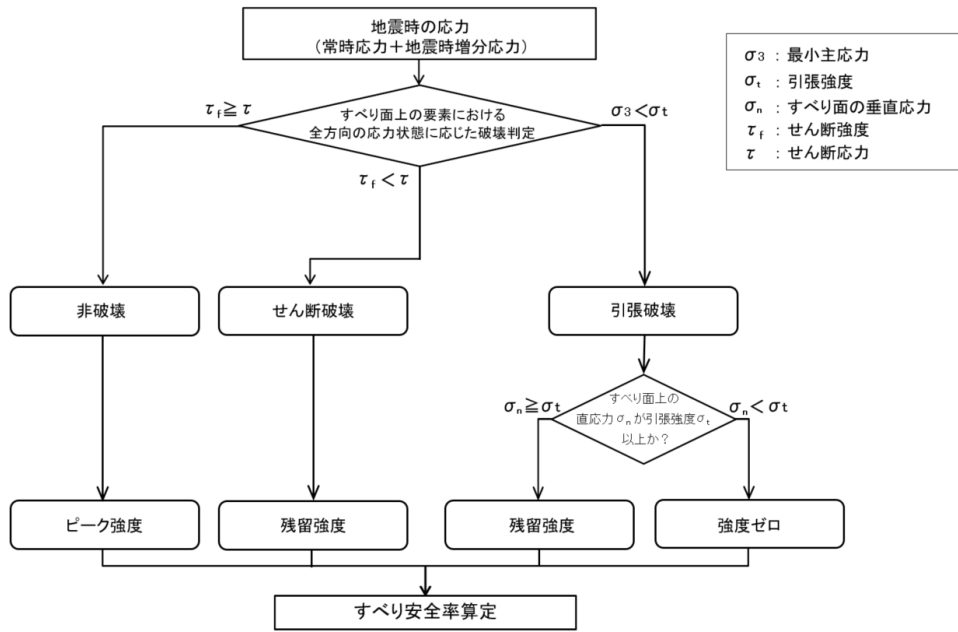 地震時の応力
（常時応力＋地震時増分応力）
σ3 ： 最小主応力
σt ： 引張強度
σn ： すべり面の垂直応力
τf ： せん断強度
τ ： せん断応力
τf≧τ
すべり面上の要素における
全方向の応力状態に応じた破壊判定
σ3＜σt
τf＜τ
非破壊
せん断破壊
引張破壊
σn≧σt
すべり面上の
直応力σnが引張強度σt
以上か？
σn＜σt
ピーク強度
残留強度
残留強度
強度ゼロ
すべり安全率算定